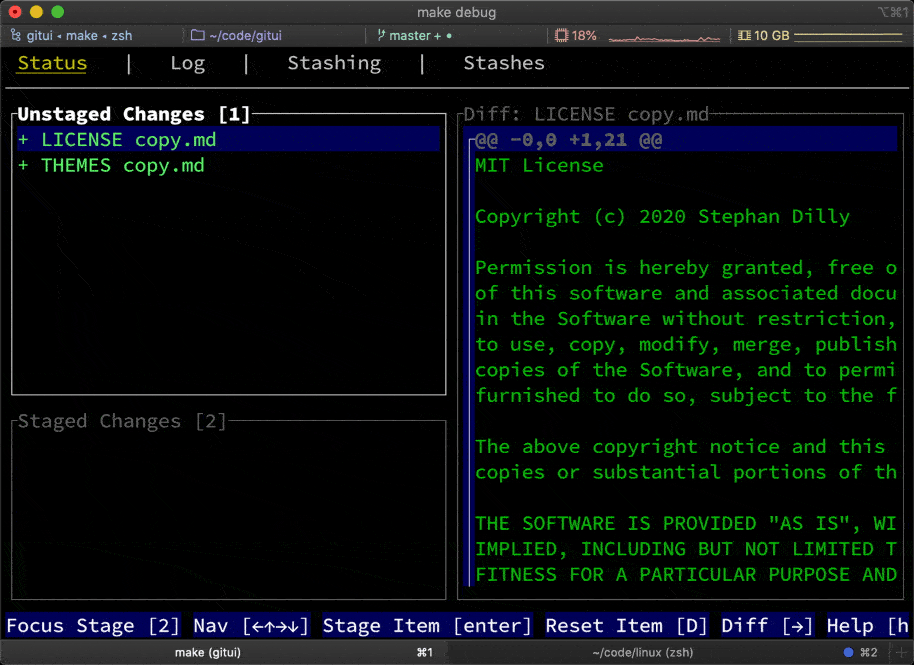 make debug
⌥⌘1
gitui ◂ make ◂ zsh
~/code/gitui
master + •
18%
10 GB
Status | Log | Stashing | Stashes
Unstaged Changes [1]
+ LICENSE copy.md
+ THEMES copy.md
Staged Changes [2]
Diff: LICENSE copy.md
@@ -0,0 +1,21 @@
MIT License
Copyright (c) 2020 Stephan Dilly
Permission is hereby granted, free o
of this software and associated docu
in the Software without restriction,
to use, copy, modify, merge, publish
copies of the Software, and to permi
furnished to do so, subject to the f
The above copyright notice and this
copies or substantial portions of th
THE SOFTWARE IS PROVIDED "AS IS", WI
IMPLIED, INCLUDING BUT NOT LIMITED T
FITNESS FOR A PARTICULAR PURPOSE AND
Focus Stage [2] Nav [←↑→↓] Stage Item [enter] Reset Item [D] Diff [→] Help [h
make (gitui) ⌘1 ~/code/linux (zsh) ⌘2